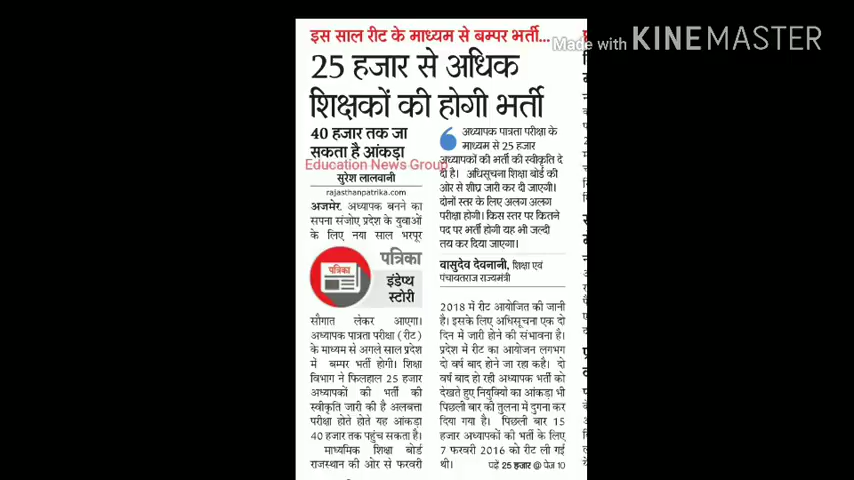 इस साल रीट के माध्यम से बम्पर भर्ती...
Made with KINEMASTER
25 हजार से अधिक
शिक्षकों की होगी भर्ती
40 हजार तक जा
सकता है आंकड़ा
Education News Group
सुरेश लालवानी
rajasthanpatrika.com
अजमेर. अध्यापक बनने का
सपना संजोए प्रदेश के युवाओं
के लिए नया साल भरपूर
पत्रिका
पत्रिका
इंडेप्थ
स्टोरी
सौगात लेकर आएगा।
अध्यापक पात्रता परीक्षा (रीट)
के माध्यम से अगले साल प्रदेश
में बम्पर भर्ती होगी। शिक्षा
विभाग ने फिलहाल 25 हजार
अध्यापकों की भर्ती की
स्वीकृति जारी की है अलबत्ता
परीक्षा होते होते यह आंकड़ा
40 हजार तक पहुंच सकता है।
माध्यमिक शिक्षा बोर्ड
राजस्थान की ओर से फरवरी
अध्यापक पात्रता परीक्षा के
माध्यम से 25 हजार
अध्यापकों की भर्ती की स्वीकृति दे
दी है। अधिसूचना शिक्षा बोर्ड की
ओर से शीघ्र जारी कर दी जाएगी।
दोनों स्तर के लिए अलग अलग
परीक्षा होगी। किस स्तर पर कितने
पद पर भर्ती होगी यह भी जल्दी
तय कर दिया जाएगा।
वासुदेव देवनानी, शिक्षा एवं
पंचायतराज राज्यमंत्री
2018 में रीट आयोजित की जानी
है। इसके लिए अधिसूचना एक दो
दिन में जारी होने की संभावना है।
प्रदेश में रीट का आयोजन लगभग
दो वर्ष बाद होने जा रहा कहै। दो
वर्ष बाद हो रही अध्यापक भर्ती को
देखते हुए नियुक्यिों का आंकड़ा भी
पिछली बार की तुलना में दुगना कर
दिया गया है। पिछली बार 15
हजार अध्यापकों की भर्ती के लिए
7 फरवरी 2016 को रीट ली गई
थी। पढ़ें 25 हजार @ पेज 10